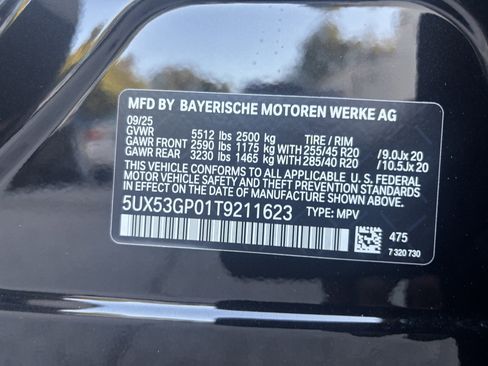 MFD BY BAYERISCHE MOTOREN WERKE AG
09/25
GVWR 5512 lbs 2500 kg TIRE / RIM
GAWR FRONT 2590 lbs 1175 kg WITH 255/45 R20 /9.0Jx 20
GAWR REAR 3230 lbs 1465 kg WITH 285/40 R20 /10.5Jx 20
THIS VEHICLE CONFORMS TO ALL APPLICABLE U. S. FEDERAL
MOTOR VEHICLE SAFETY STANDARDS IN EFFECT ON THE DATE OF
MANUFACTURE SHOWN ABOVE.
5UX53GP01T9211623 TYPE: MPV
475
7 320 730